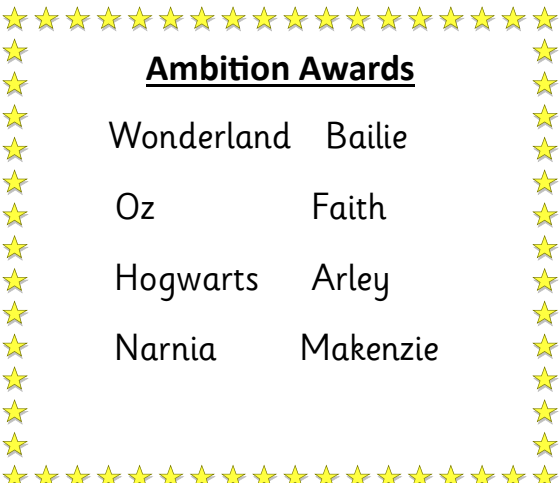 Ambition Awards
Wonderland Bailie
Oz Faith
Hogwarts Arley
Narnia Makenzie